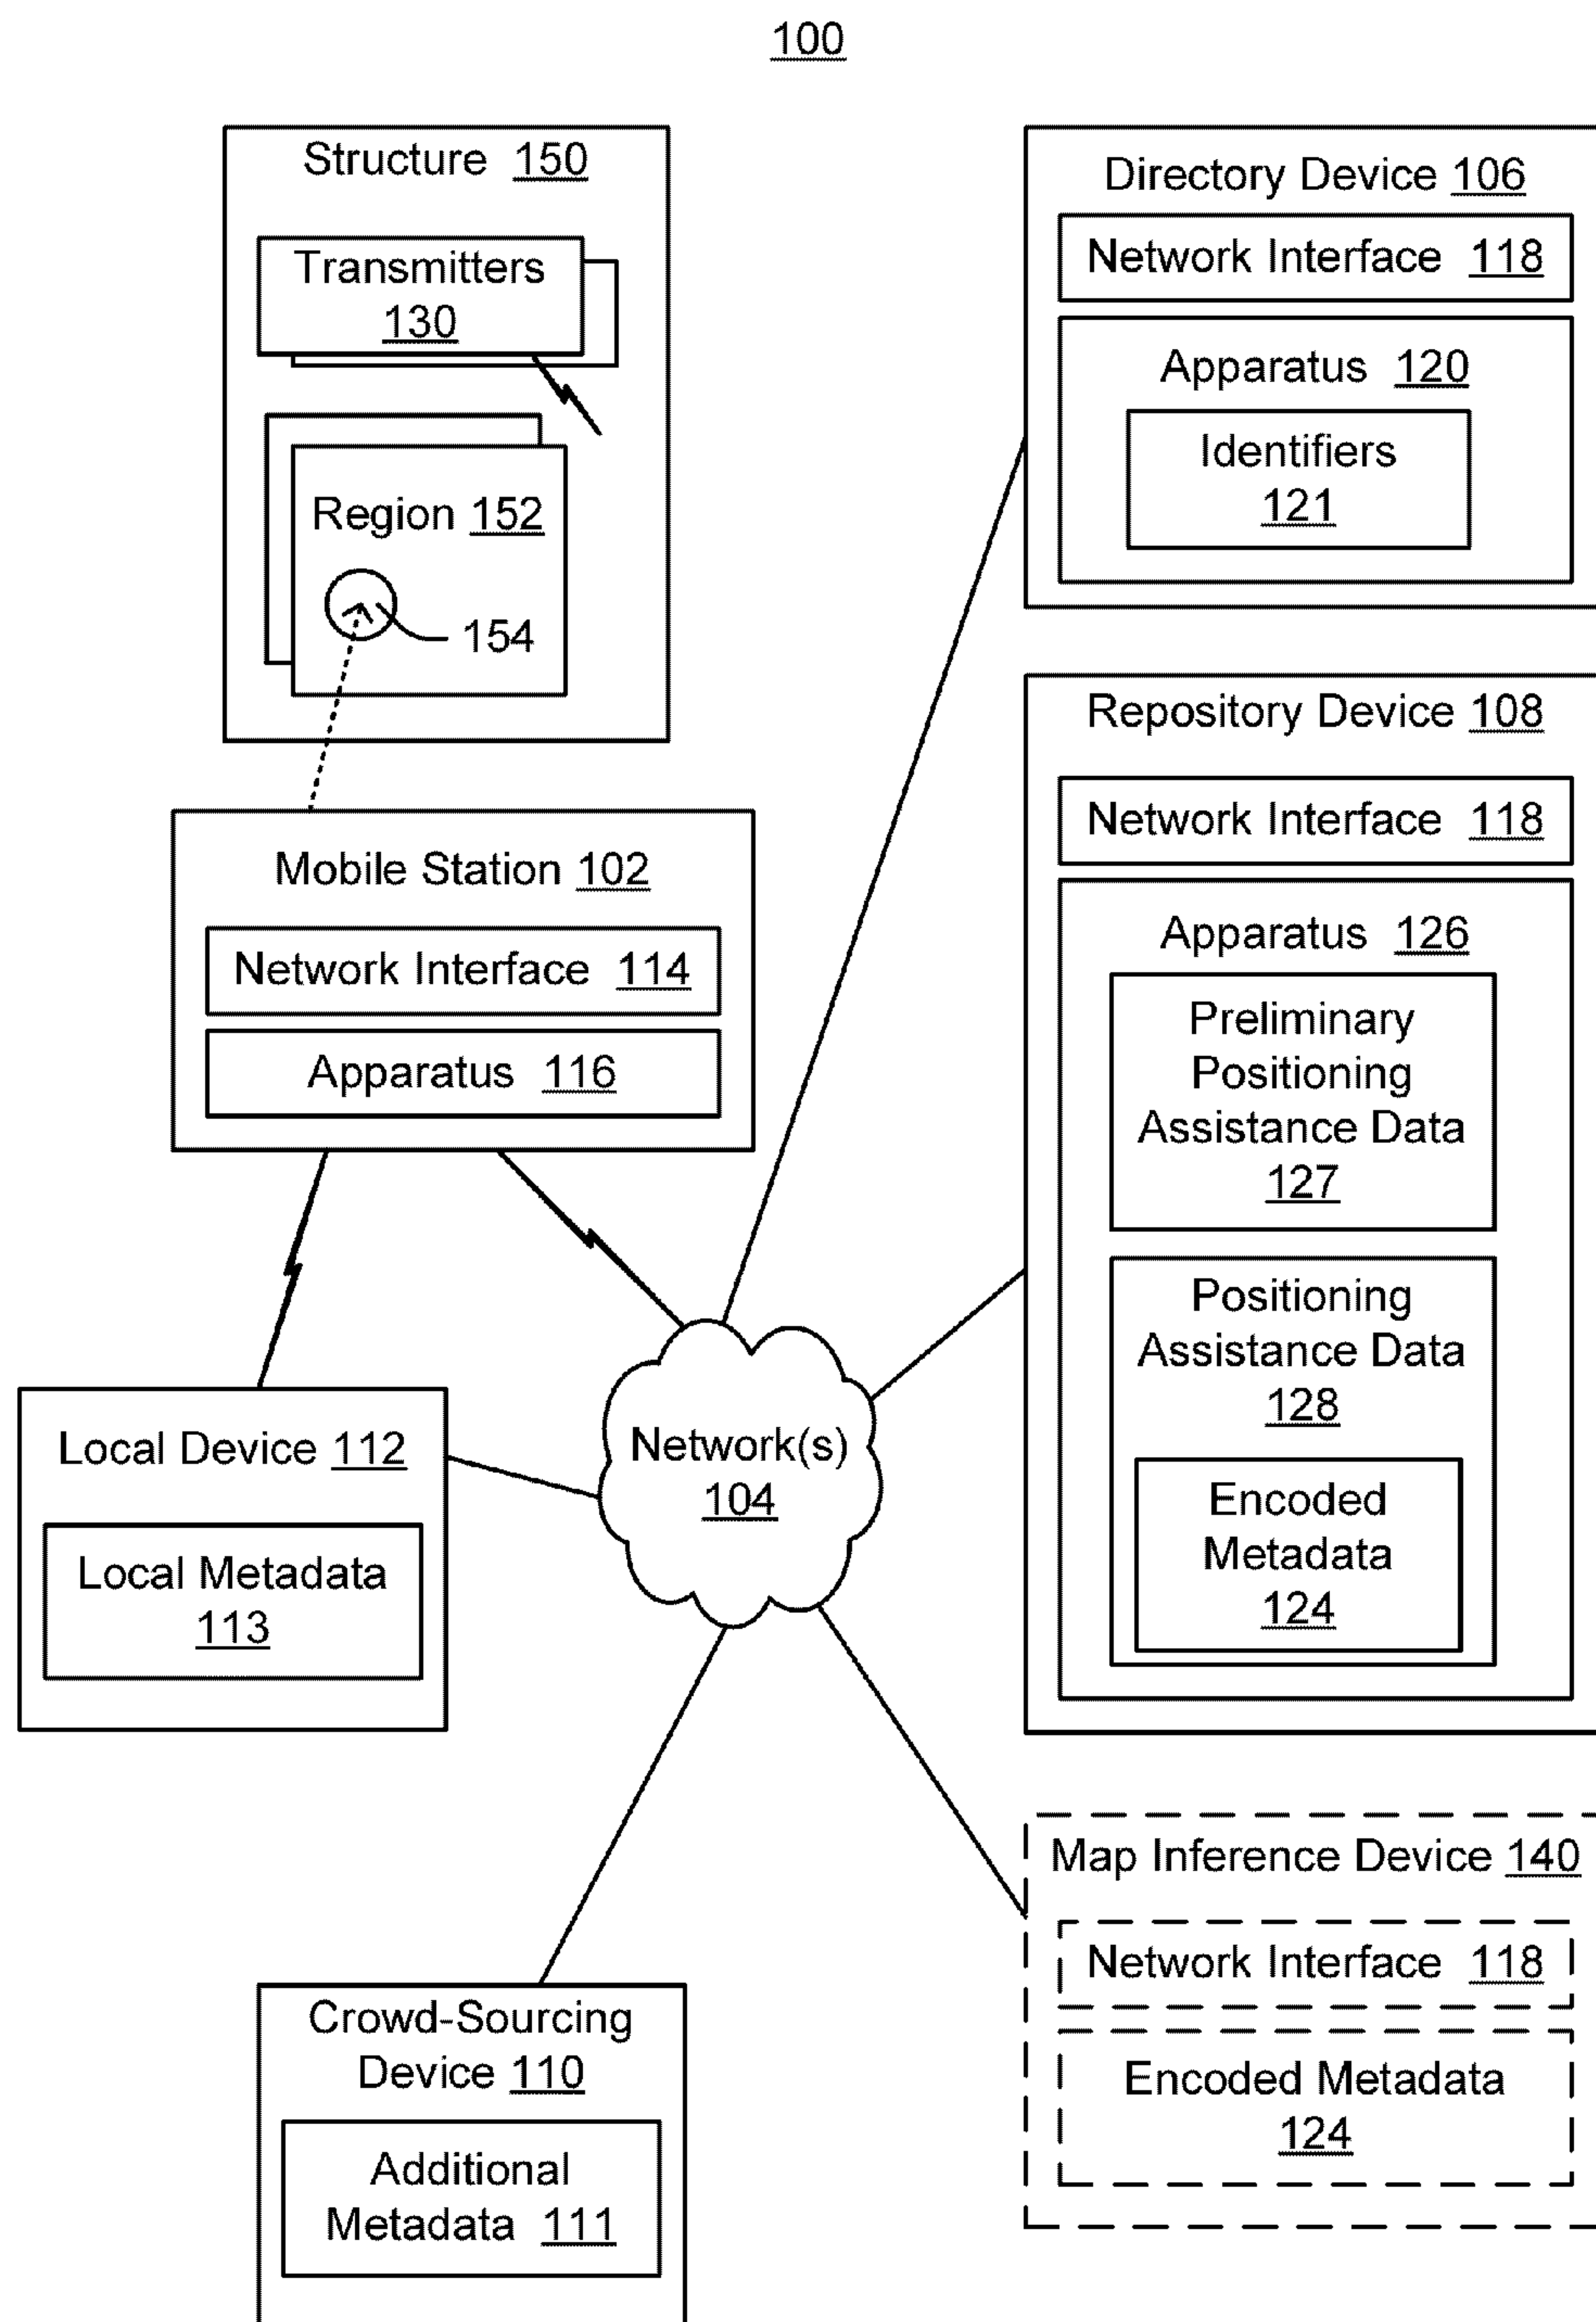 100
Structure 150
Transmitters
130
Region 152
154
Mobile Station 102
Network Interface 114
Apparatus 116
Local Device 112
Local Metadata
113
Network(s)
104
Crowd-Sourcing
Device 110
Additional
Metadata 111
Directory Device 106
Network Interface 118
Apparatus 120
Identifiers
121
Repository Device 108
Network Interface 118
Apparatus 126
Preliminary
Positioning
Assistance Data
127
Positioning
Assistance Data
128
Encoded
Metadata
124
Map Inference Device 140
Network Interface 118
Encoded Metadata
124